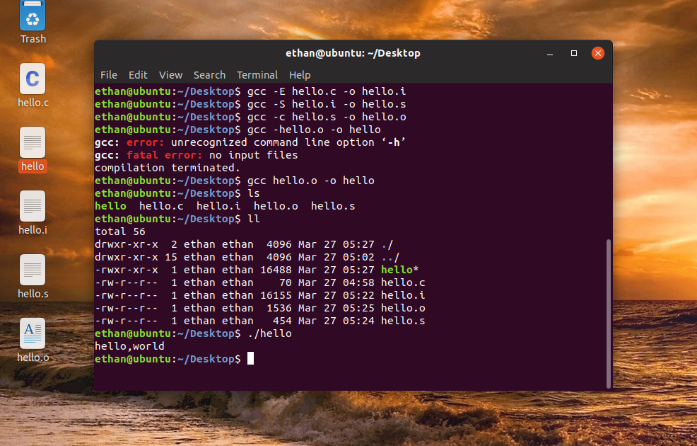 Trash
hello.c
hello
hello.i
hello.s
hello.o
ethan@ubuntu: ~/Desktop
File Edit View Search Terminal Help
ethan@ubuntu:~/Desktop$ gcc -E hello.c -o hello.i
ethan@ubuntu:~/Desktop$ gcc -S hello.i -o hello.s
ethan@ubuntu:~/Desktop$ gcc -c hello.s -o hello.o
ethan@ubuntu:~/Desktop$ gcc -hello.o -o hello
gcc: error: unrecognized command line option ‘-h’
gcc: fatal error: no input files
compilation terminated.
ethan@ubuntu:~/Desktop$ gcc hello.o -o hello
ethan@ubuntu:~/Desktop$ ls
hello  hello.c  hello.i  hello.o  hello.s
ethan@ubuntu:~/Desktop$ ll
total 56
drwxr-xr-x  2 ethan ethan  4096 Mar 27 05:27 ./
drwxr-xr-x 15 ethan ethan  4096 Mar 27 05:02 ../
-rwxr-xr-x  1 ethan ethan 16488 Mar 27 05:27 hello*
-rw-r--r--  1 ethan ethan    70 Mar 27 04:58 hello.c
-rw-r--r--  1 ethan ethan 16155 Mar 27 05:22 hello.i
-rw-r--r--  1 ethan ethan  1536 Mar 27 05:25 hello.o
-rw-r--r--  1 ethan ethan   454 Mar 27 05:24 hello.s
ethan@ubuntu:~/Desktop$ ./hello
hello,world
ethan@ubuntu:~/Desktop$